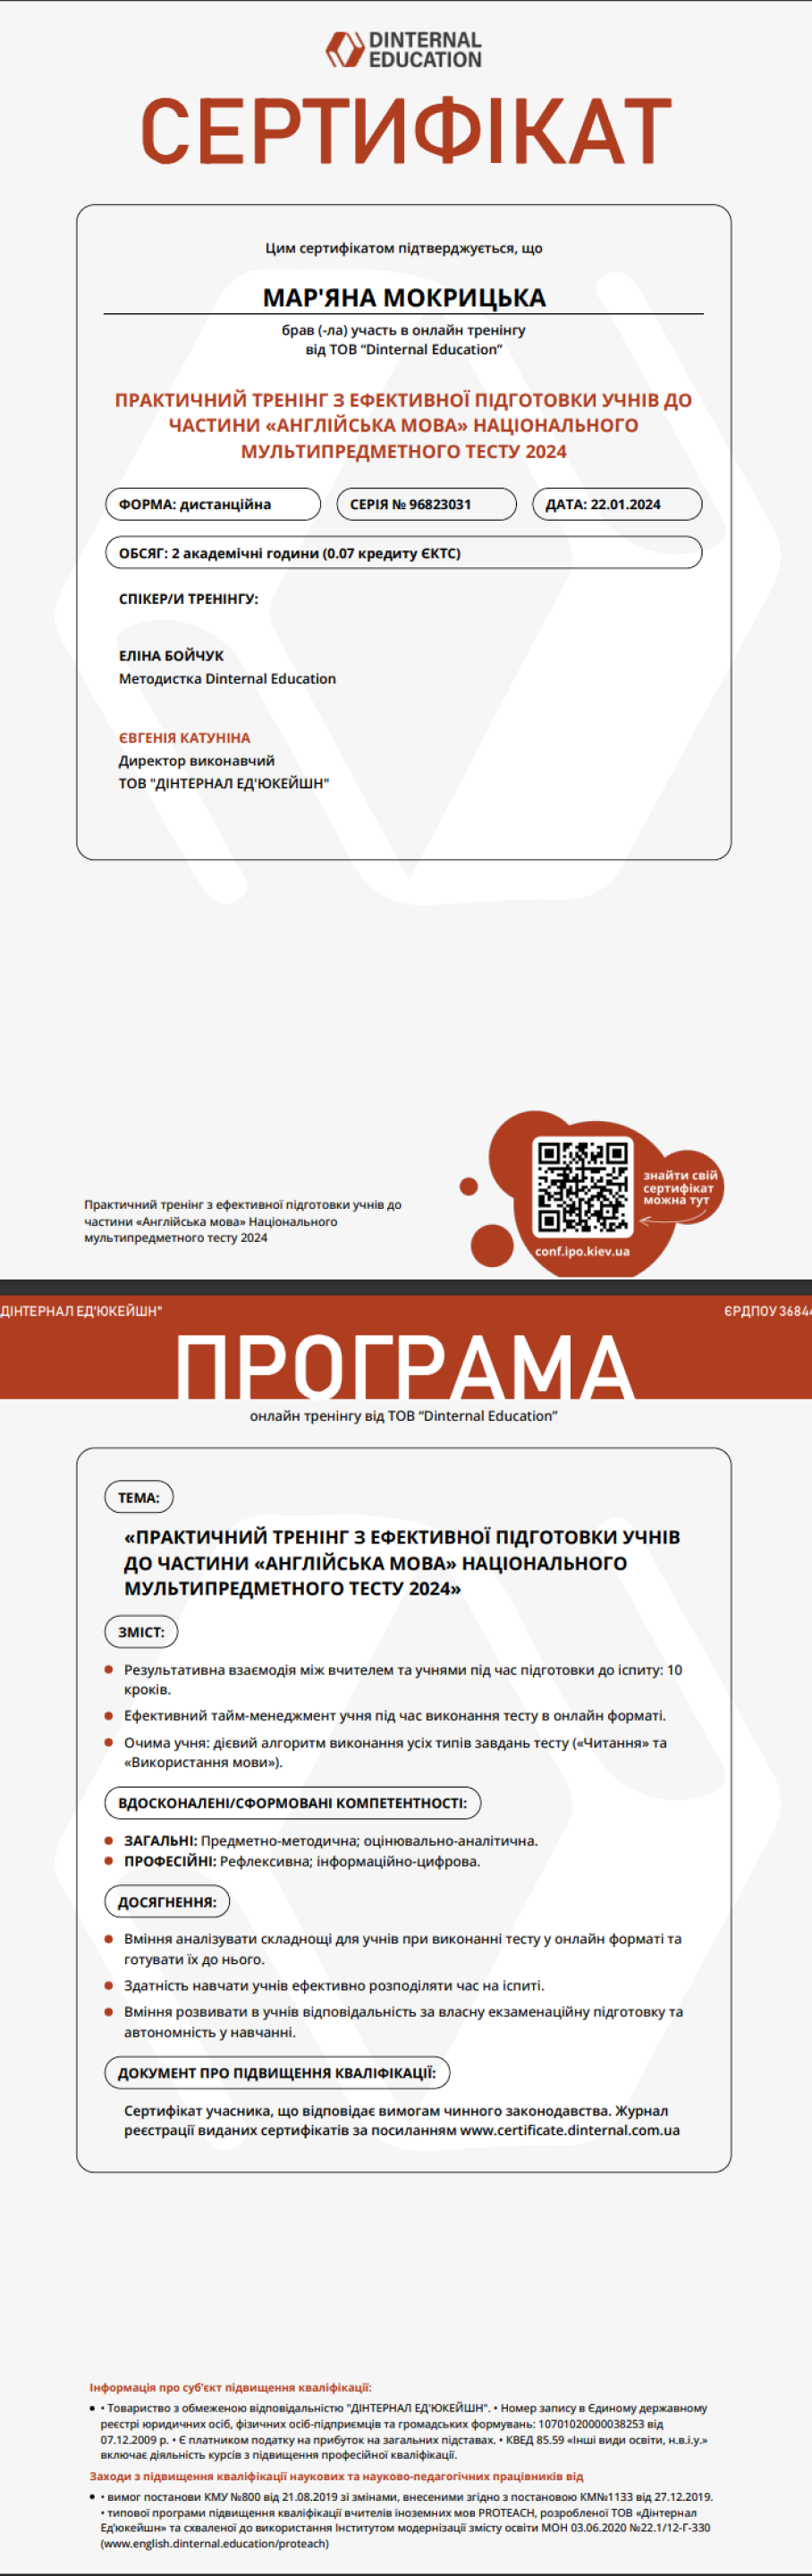 DINTERNAL
EDUCATION
СЕРТИФІКАТ
Цим сертифікатом підтверджується, що
МАР'ЯНА МОКРИЦЬКА
брав (-ла) участь в онлайн тренінгу
від ТОВ “Dinternal Education”
ПРАКТИЧНИЙ ТРЕНІНГ З ЕФЕКТИВНОЇ ПІДГОТОВКИ УЧНІВ ДО
ЧАСТИНИ «АНГЛІЙСЬКА МОВА» НАЦІОНАЛЬНОГО
МУЛЬТИПРЕДМЕТНОГО ТЕСТУ 2024
ФОРМА: дистанційна СЕРІЯ № 96823031 ДАТА: 22.01.2024
ОБСЯГ: 2 академічні години (0.07 кредиту ЄКТС)
СПІКЕР/И ТРЕНІНГУ:
ЕЛІНА БОЙЧУК
Методистка Dinternal Education
ЄВГЕНІЯ КАТУНІНА
Директор виконавчий
ТОВ "ДІНТЕРНАЛ ЕД'ЮКЕЙШН"
Практичний тренінг з ефективної підготовки учнів до
частини «Англійська мова» Національного
мультипредметного тесту 2024
знайти свій
сертифікат
можна тут
conf.ipo.kiev.ua
ДІНТЕРНАЛ ЕД'ЮКЕЙШН" ЄРДПОУ 3684
ПРОГРАМА
онлайн тренінгу від ТОВ “Dinternal Education”
ТЕМА:
«ПРАКТИЧНИЙ ТРЕНІНГ З ЕФЕКТИВНОЇ ПІДГОТОВКИ УЧНІВ
ДО ЧАСТИНИ «АНГЛІЙСЬКА МОВА» НАЦІОНАЛЬНОГО
МУЛЬТИПРЕДМЕТНОГО ТЕСТУ 2024»
ЗМІСТ:
Результативна взаємодія між вчителем та учнями під час підготовки до іспиту: 10
кроків.
Ефективний тайм-менеджмент учня під час виконання тесту в онлайн форматі.
Очима учня: дієвий алгоритм виконання усіх типів завдань тесту («Читання» та
«Використання мови»).
ВДОСКОНАЛЕНІ/СФОРМОВАНІ КОМПЕТЕНТНОСТІ:
ЗАГАЛЬНІ: Предметно-методична; оцінювально-аналітична.
ПРОФЕСІЙНІ: Рефлексивна; інформаційно-цифрова.
ДОСЯГНЕННЯ:
Вміння аналізувати складнощі для учнів при виконанні тесту у онлайн форматі та
готувати їх до нього.
Здатність навчати учнів ефективно розподіляти час на іспиті.
Вміння розвивати в учнів відповідальність за власну екзаменаційну підготовку та
автономність у навчанні.
ДОКУМЕНТ ПРО ПІДВИЩЕННЯ КВАЛІФІКАЦІЇ:
Сертифікат учасника, що відповідає вимогам чинного законодавства. Журнал
реєстрації виданих сертифікатів за посиланням www.certificate.dinternal.com.ua
Інформація про суб'єкт підвищення кваліфікації:
• • Товариство з обмеженою відповідальністю "ДІНТЕРНАЛ ЕД'ЮКЕЙШН". • Номер запису в Єдиному державному
реєстрі юридичних осіб, фізичних осіб-підприємців та громадських формувань: 10701020000038253 від
07.12.2009 р. • Є платником податку на прибуток на загальних підставах. • КВЕД 85.59 «Інші види освіти, н.в.і.у.»
включає діяльність курсів з підвищення професійної кваліфікації.
Заходи з підвищення кваліфікації наукових та науково-педагогічних працівників від
• • вимог постанови КМУ №800 від 21.08.2019 зі змінами, внесеними згідно з постановою КМ№1133 від 27.12.2019.
• типової програми підвищення кваліфікації вчителів іноземних мов PROTEACH, розробленої ТОВ «Дінтернал
Ед'юкейшн» та схваленої до використання Інститутом модернізації змісту освіти МОН 03.06.2020 №22.1/12-Г-330
(www.english.dinternal.education/proteach)